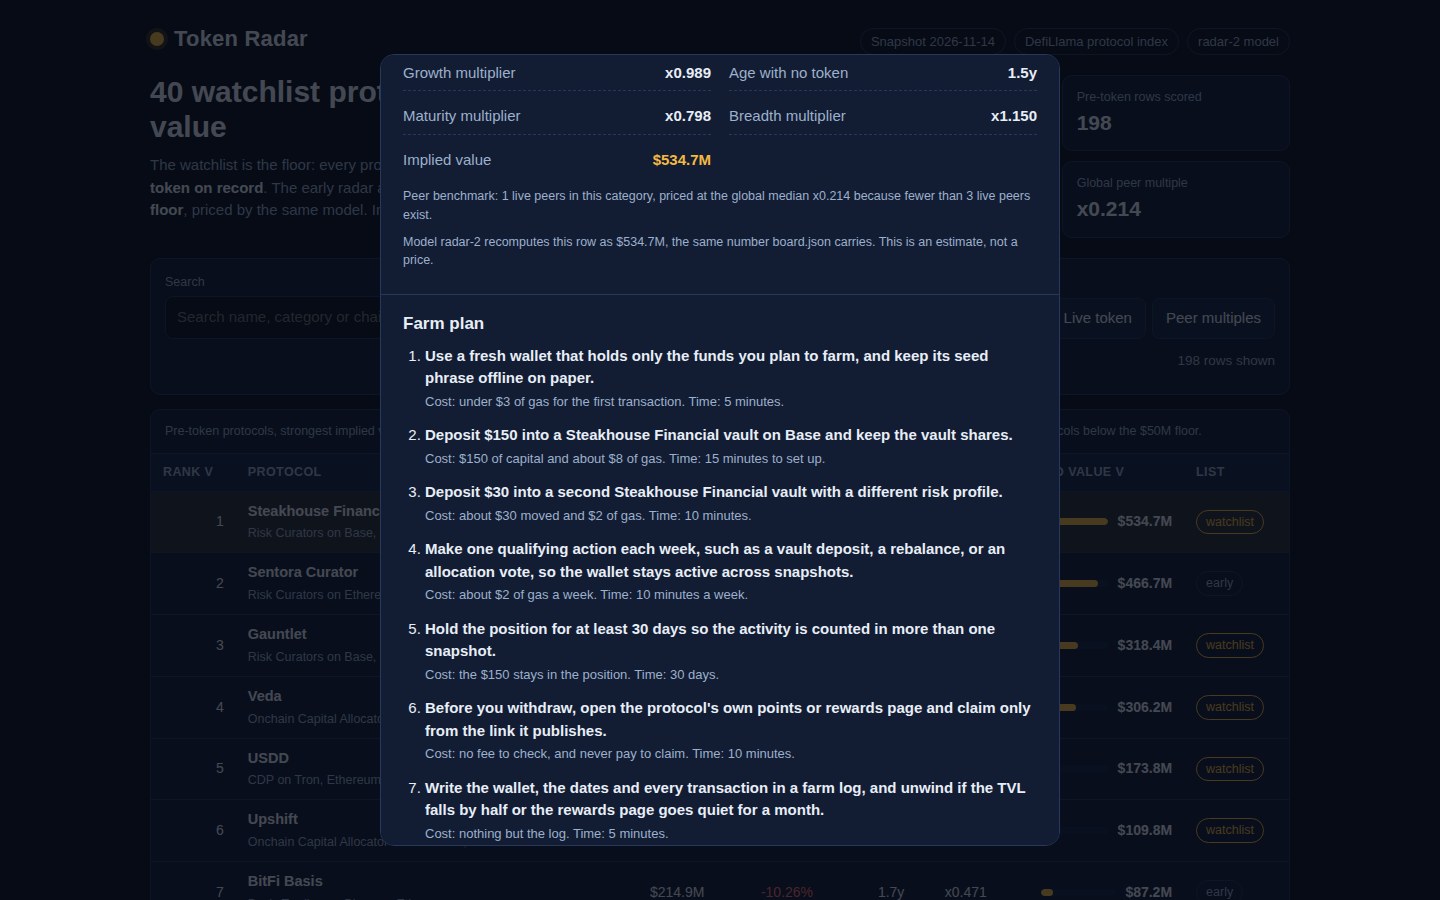 Token Radar
Snapshot 2026-11-14
DefiLlama protocol index
radar-2 model
40 watchlist
value
The watchlist is the floor: every
token on record. The early radar
floor, priced by the same model.
Pre-token rows scored
198
Global peer multiple
x0.214
Search
Search name, category or
Live token
Peer multiples
198 rows shown
Pre-token protocols, strongest implied
below the $50M floor.
RANK V
PROTOCOL
VALUE V
LIST
1
Steakhouse
Risk Curators on Base,
$534.7M
watchlist
2
Sentora Curator
Risk Curators on
$466.7M
early
3
Gauntlet
Risk Curators on Base,
$318.4M
watchlist
4
Veda
Onchain Capital
$306.2M
watchlist
5
USDD
CDP on Tron, Ethereum
$173.8M
watchlist
6
Upshift
Onchain Capital
$109.8M
watchlist
7
BitFi Basis
$214.9M
-10.26%
1.7y
x0.471
$87.2M
early
Growth multiplier
x0.989
Age with no token
1.5y
Maturity multiplier
x0.798
Breadth multiplier
x1.150
Implied value
$534.7M
Peer benchmark: 1 live peers in this category, priced at the global median x0.214 because fewer than 3 live peers
exist.
Model radar-2 recomputes this row as $534.7M, the same number board.json carries. This is an estimate, not a
price.
Farm plan
1. Use a fresh wallet that holds only the funds you plan to farm, and keep its seed
phrase offline on paper.
Cost: under $3 of gas for the first transaction. Time: 5 minutes.
2. Deposit $150 into a Steakhouse Financial vault on Base and keep the vault shares.
Cost: $150 of capital and about $8 of gas. Time: 15 minutes to set up.
3. Deposit $30 into a second Steakhouse Financial vault with a different risk profile.
Cost: about $30 moved and $2 of gas. Time: 10 minutes.
4. Make one qualifying action each week, such as a vault deposit, a rebalance, or an
allocation vote, so the wallet stays active across snapshots.
Cost: about $2 of gas a week. Time: 10 minutes a week.
5. Hold the position for at least 30 days so the activity is counted in more than one
snapshot.
Cost: the $150 stays in the position. Time: 30 days.
6. Before you withdraw, open the protocol's own points or rewards page and claim only
from the link it publishes.
Cost: no fee to check, and never pay to claim. Time: 10 minutes.
7. Write the wallet, the dates and every transaction in a farm log, and unwind if the TVL
falls by half or the rewards page goes quiet for a month.
Cost: nothing but the log. Time: 5 minutes.